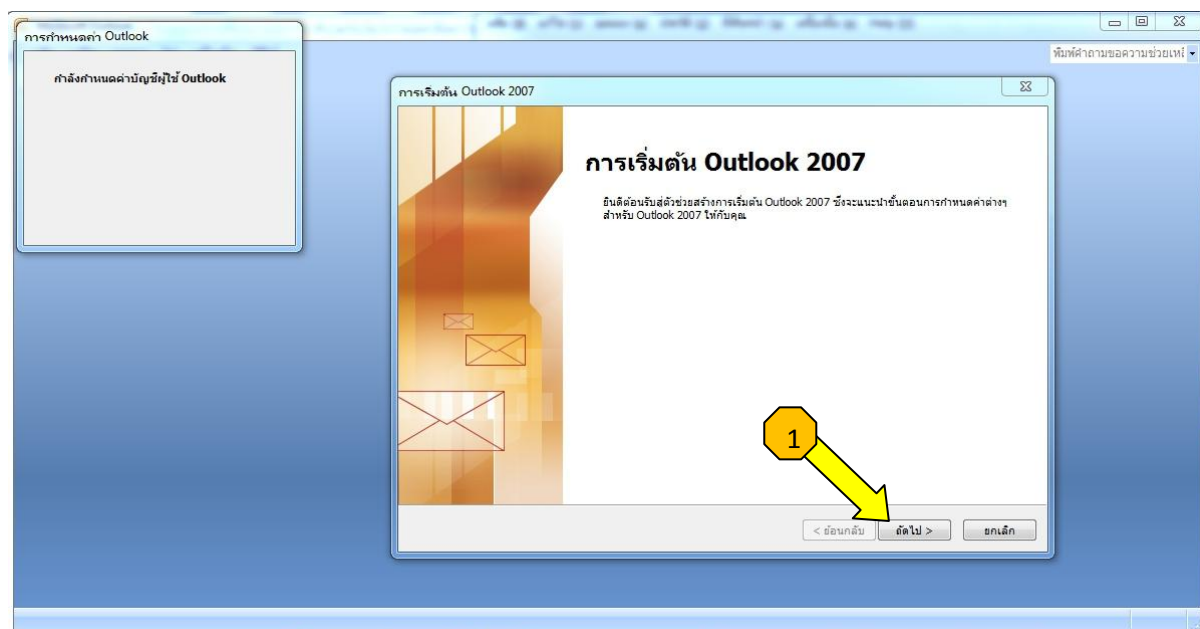 การกำหนดค่า Outlook
พิมพ์คำถามขอความช่วยเหลื
กำลังกำหนดค่าบัญชีผู้ใช้ Outlook
การเริ่มต้น Outlook 2007
การเริ่มต้น Outlook 2007
ยินดีต้อนรับสู่ตัวช่วยสร้างการเริ่มต้น Outlook 2007 ซึ่งจะแนะนำขั้นตอนการกำหนดค่าต่างๆ
สำหรับ Outlook 2007 ให้กับคุณ
1
< ย้อนกลับ ถัดไป > ยกเลิก